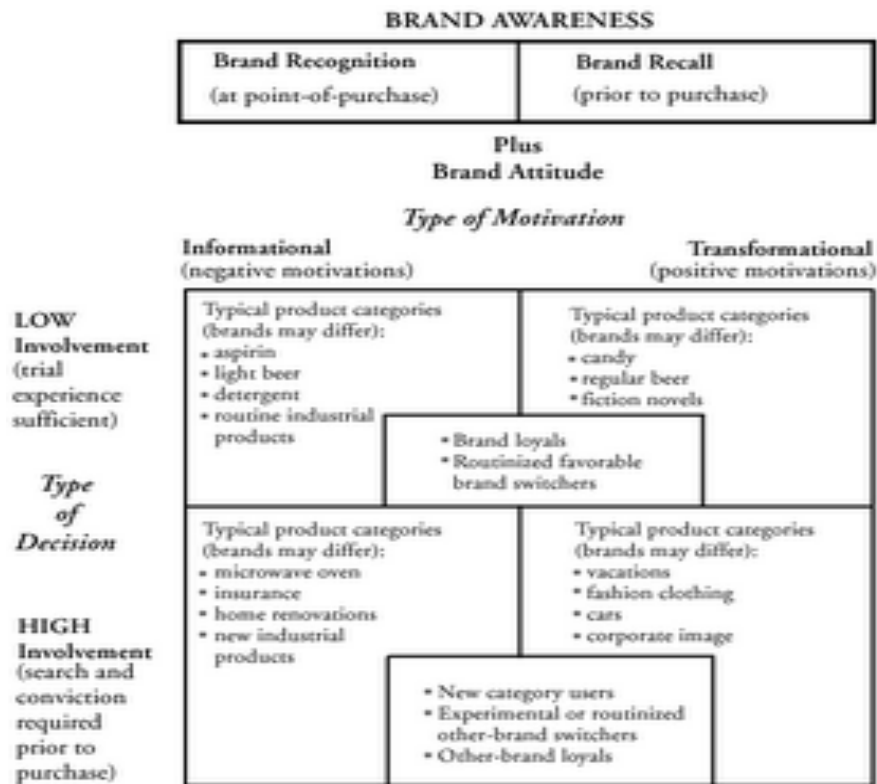 BRAND AWARENESS
Brand Recognition
(at point-of-purchase)
Brand Recall
(prior to purchase)
Plus
Brand Attitude
Type of Motivation
Informational
(negative motivations)
Transformational
(positive motivations)
LOW
Involvement
(trial
experience
sufficient)
Typical product categories
(brands may differ):
• aspirin
• light beer
• detergent
• routine industrial
products
Typical product categories
(brands may differ):
• candy
• regular beer
• fiction novels
• Brand loyals
• Routinized favorable
brand switchers
Type
of
Decision
HIGH
Involvement
(search and
conviction
required
prior to
purchase)
Typical product categories
(brands may differ):
• microwave oven
• insurance
• home renovations
• new industrial
products
Typical product categories
(brands may differ):
• vacations
• fashion clothing
• cars
• corporate image
• New category users
• Experimental or routinized
other-brand switchers
• Other-brand loyals